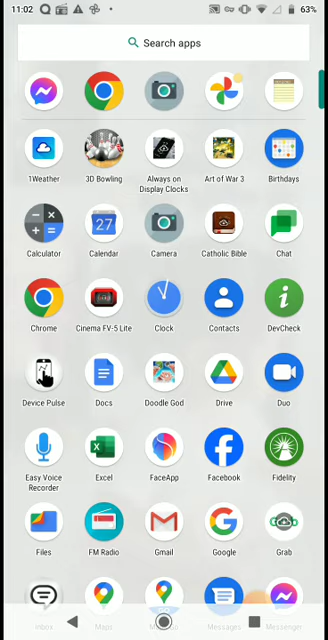 11:02 63%
Search apps
1Weather 3D Bowling Always on Display Clocks Art of War 3 Birthdays
27
Calculator Calendar Camera Catholic Bible Chat
Chrome Cinema FV-5 Lite Clock Contacts DevCheck
Device Pulse Docs Doodle God Drive Duo
Easy Voice Recorder Excel FaceApp Facebook Fidelity
Files FM Radio Gmail Google Grab
Inbox Maps Messages Messenger